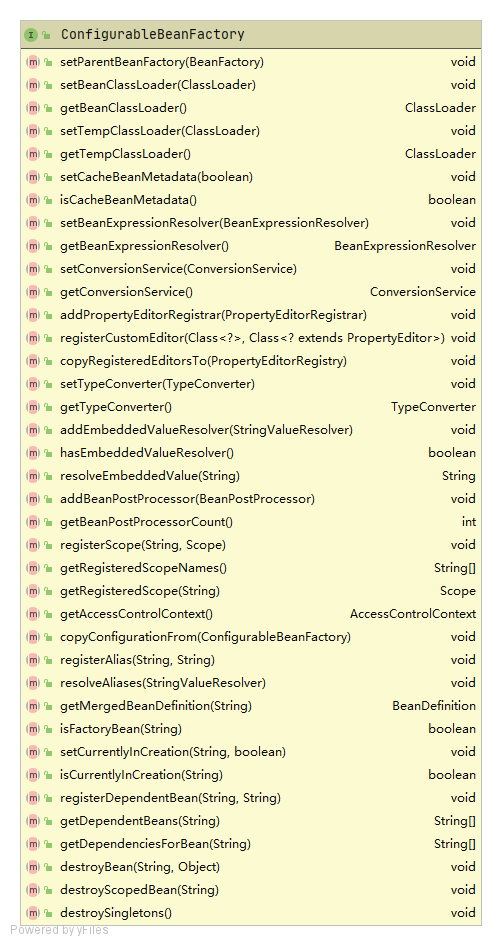 I ConfigurableBeanFactory
m setParentBeanFactory(BeanFactory) void
m setBeanClassLoader(ClassLoader) void
m getBeanClassLoader() ClassLoader
m setTempClassLoader(ClassLoader) void
m getTempClassLoader() ClassLoader
m setCacheBeanMetadata(boolean) void
m isCacheBeanMetadata() boolean
m setBeanExpressionResolver(BeanExpressionResolver) void
m getBeanExpressionResolver() BeanExpressionResolver
m setConversionService(ConversionService) void
m getConversionService() ConversionService
m addPropertyEditorRegistrar(PropertyEditorRegistrar) void
m registerCustomEditor(Class<?>, Class<? extends PropertyEditor>) void
m copyRegisteredEditorsTo(PropertyEditorRegistry) void
m setTypeConverter(TypeConverter) void
m getTypeConverter() TypeConverter
m addEmbeddedValueResolver(StringValueResolver) void
m hasEmbeddedValueResolver() boolean
m resolveEmbeddedValue(String) String
m addBeanPostProcessor(BeanPostProcessor) void
m getBeanPostProcessorCount() int
m registerScope(String, Scope) void
m getRegisteredScopeNames() String[]
m getRegisteredScope(String) Scope
m getAccessControlContext() AccessControlContext
m copyConfigurationFrom(ConfigurableBeanFactory) void
m registerAlias(String, String) void
m resolveAliases(StringValueResolver) void
m getMergedBeanDefinition(String) BeanDefinition
m isFactoryBean(String) boolean
m setCurrentlyInCreation(String, boolean) void
m isCurrentlyInCreation(String) boolean
m registerDependentBean(String, String) void
m getDependentBeans(String) String[]
m getDependenciesForBean(String) String[]
m destroyBean(String, Object) void
m destroyScopedBean(String) void
m destroySingletons() void
Powered by yFiles